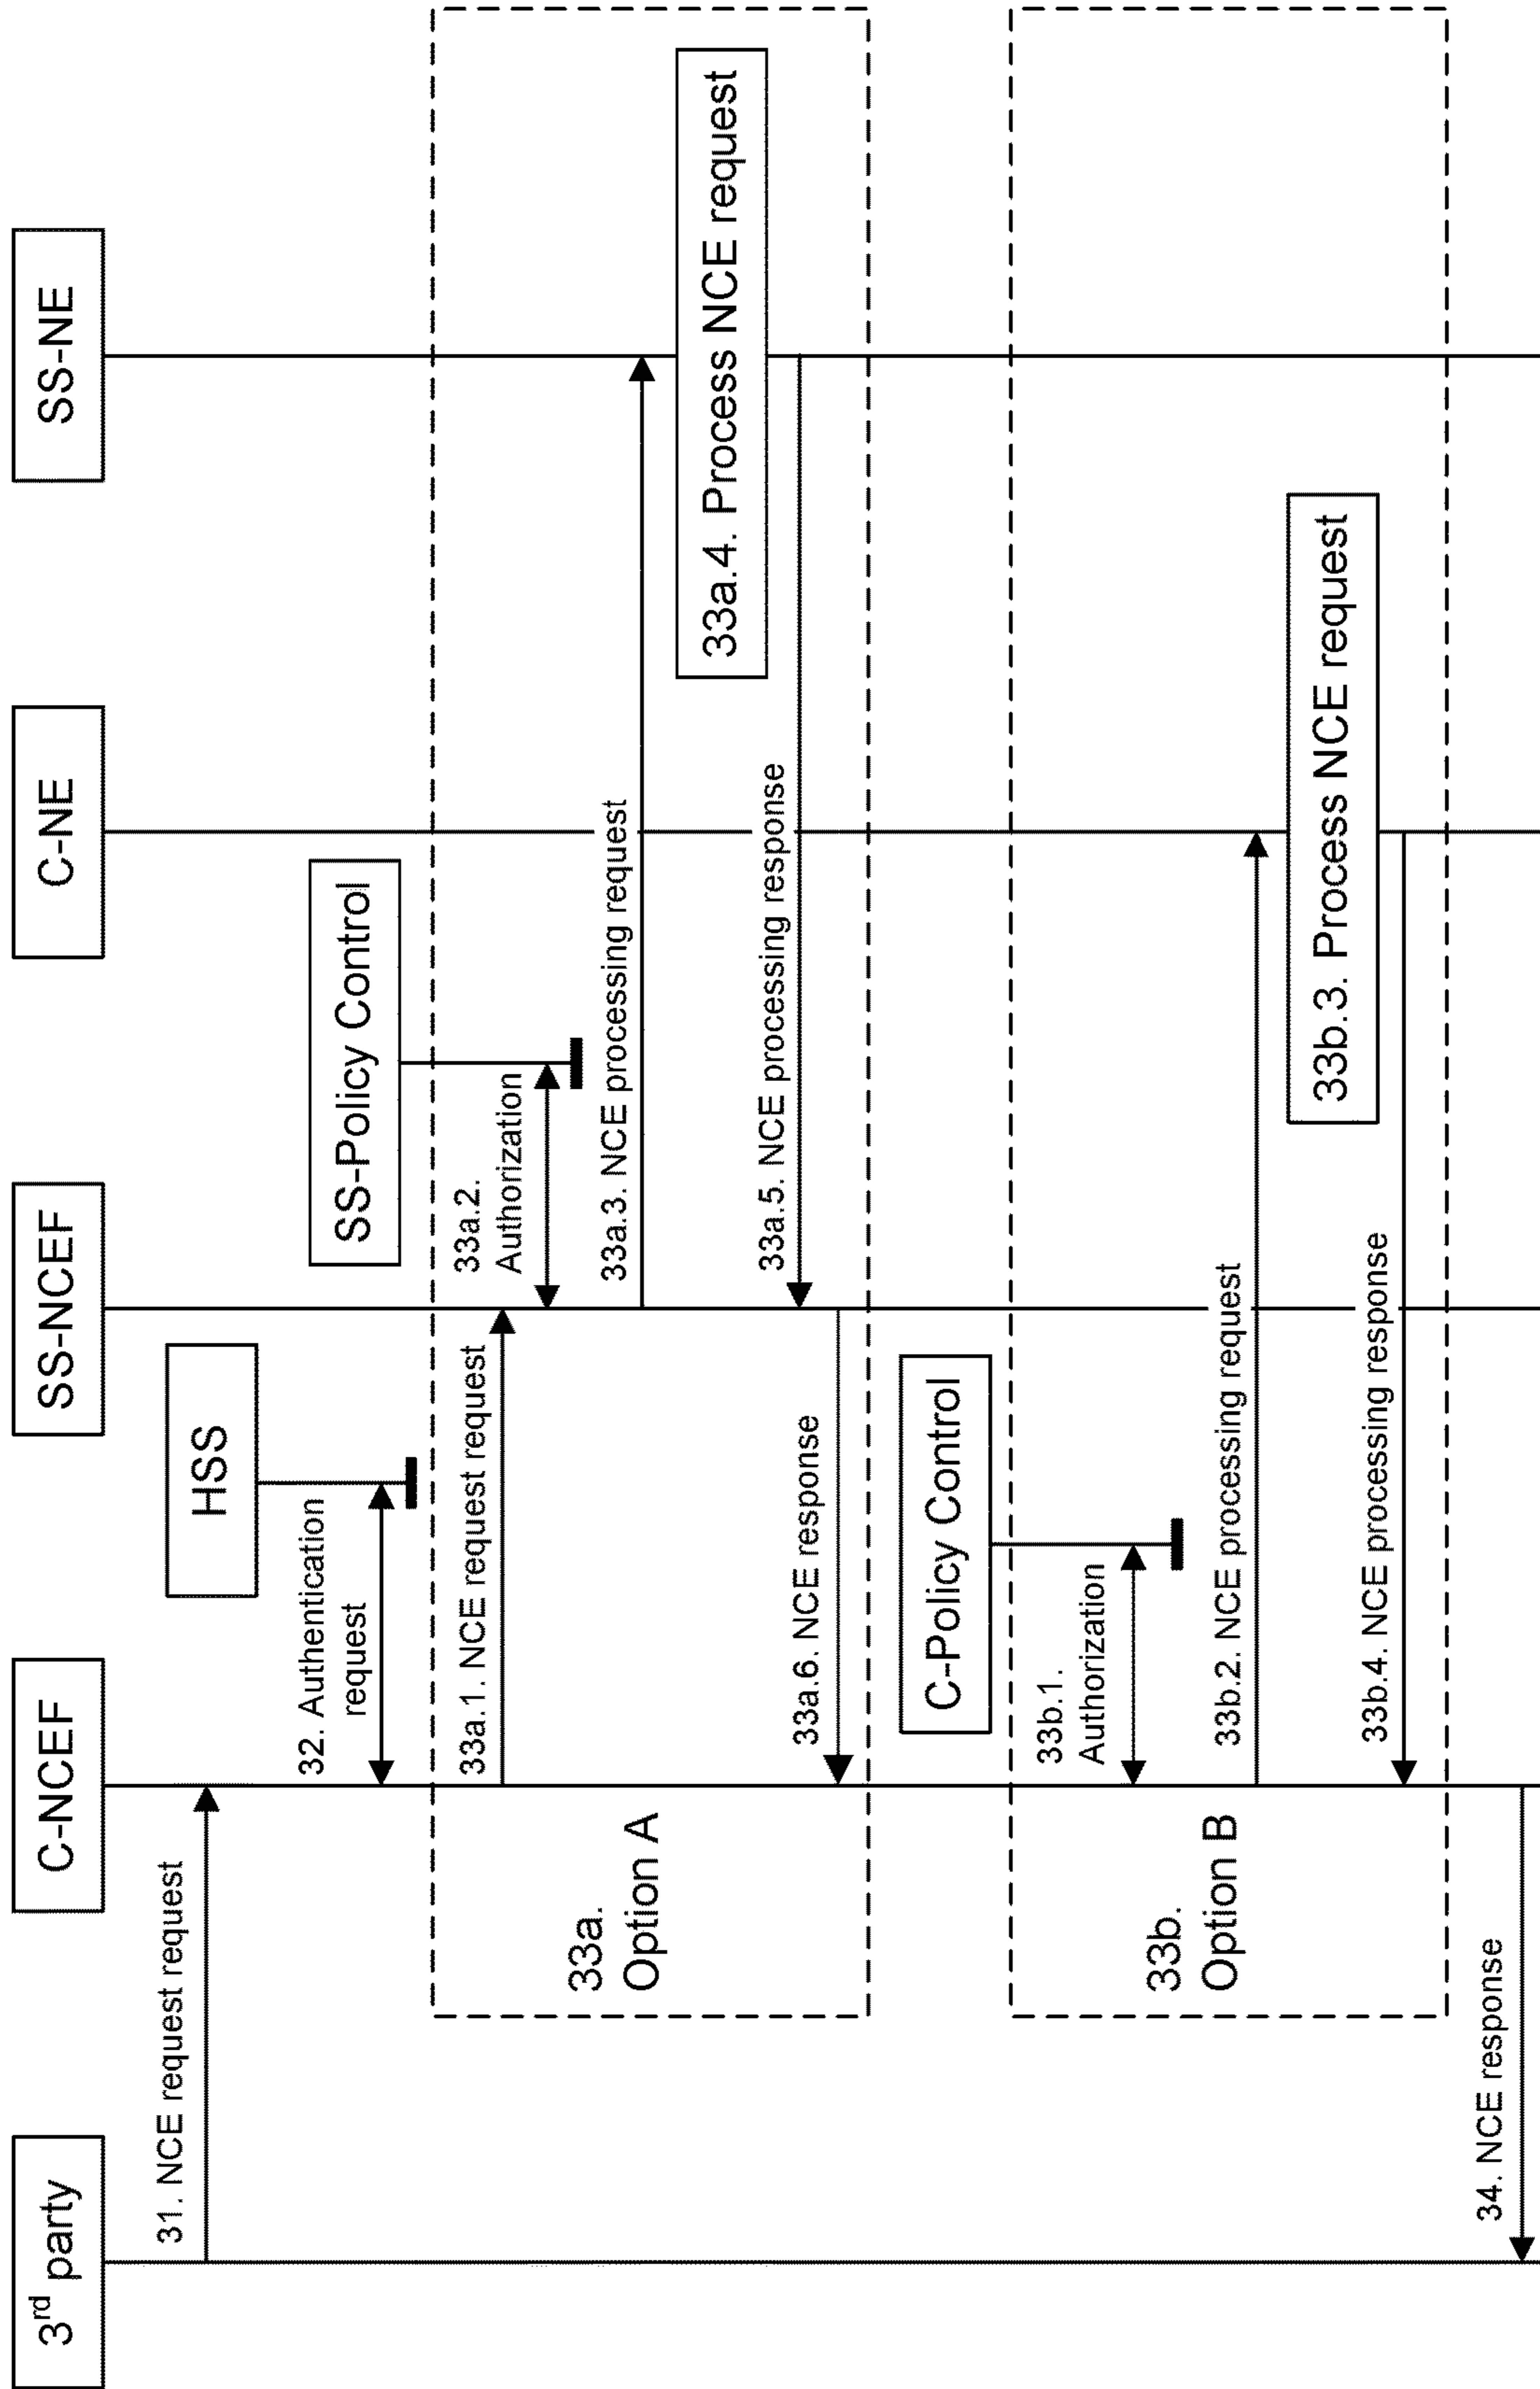 3rd party
C-NCEF
SS-NCEF
C-NE
SS-NE
31. NCE request request
HSS
32. Authentication
request
SS-Policy Control
33a.
Option A
33a.1. NCE request request
33a.2.
Authorization
33a.3. NCE processing request
33a.4. Process NCE request
33a.5. NCE processing response
33a.6. NCE response
C-Policy Control
33b.
Option B
33b.1.
Authorization
33b.2. NCE processing request
33b.3. Process NCE request
33b.4. NCE processing response
34. NCE response